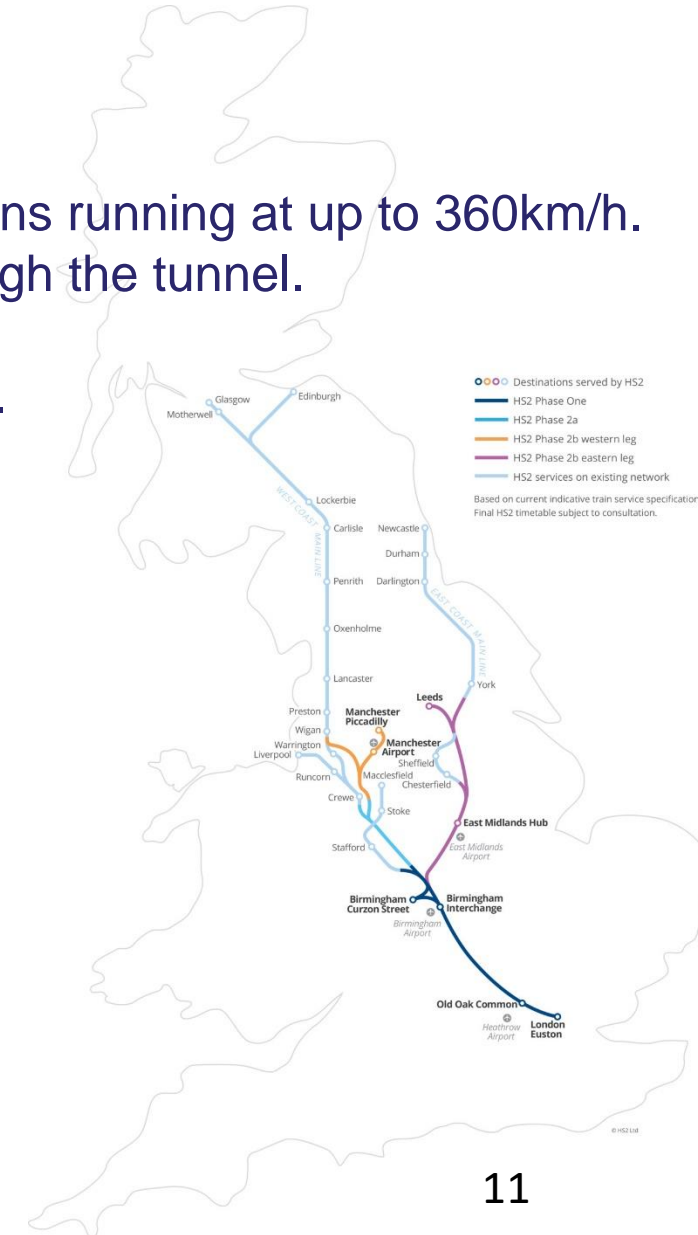 ns running at up to 360km/h.
gh the tunnel.
.
Glasgow
Edinburgh
Motherwell
Destinations served by HS2
HS2 Phase One
HS2 Phase 2a
HS2 Phase 2b western leg
HS2 Phase 2b eastern leg
HS2 services on existing network
Based on current indicative train service specification
Final HS2 timetable subject to consultation.
WEST COAST MAIN LINE
Lockerbie
Carlisle
Newcastle
Durham
Penrith
Darlington
EAST COAST MAIN LINE
Oxenholme
Lancaster
York
Leeds
Preston
Manchester
Piccadilly
Wigan
Warrington
Manchester
Airport
Liverpool
Sheffield
Runcorn
Macclesfield
Chesterfield
Crewe
Stoke
East Midlands Hub
Stafford
East Midlands
Airport
Birmingham
Curzon Street
Birmingham
Interchange
Birmingham
Airport
Old Oak Common
Heathrow
Airport
London
Euston
© HS2 Ltd
11